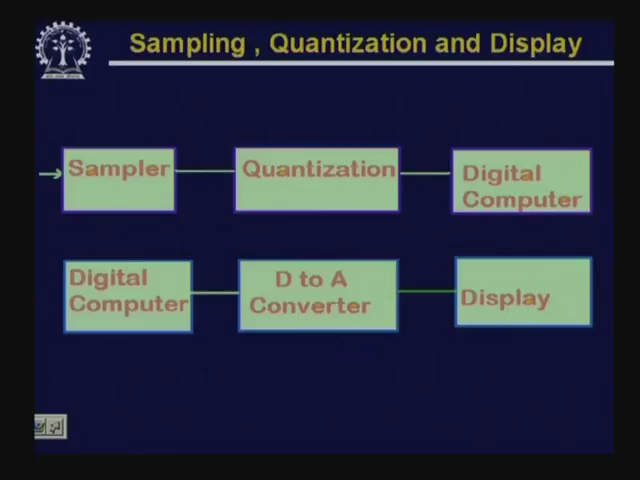 Sampling , Quantization and Display
Sampler
Quantization
Digital
Computer
Digital
Computer
D to A
Converter
Display